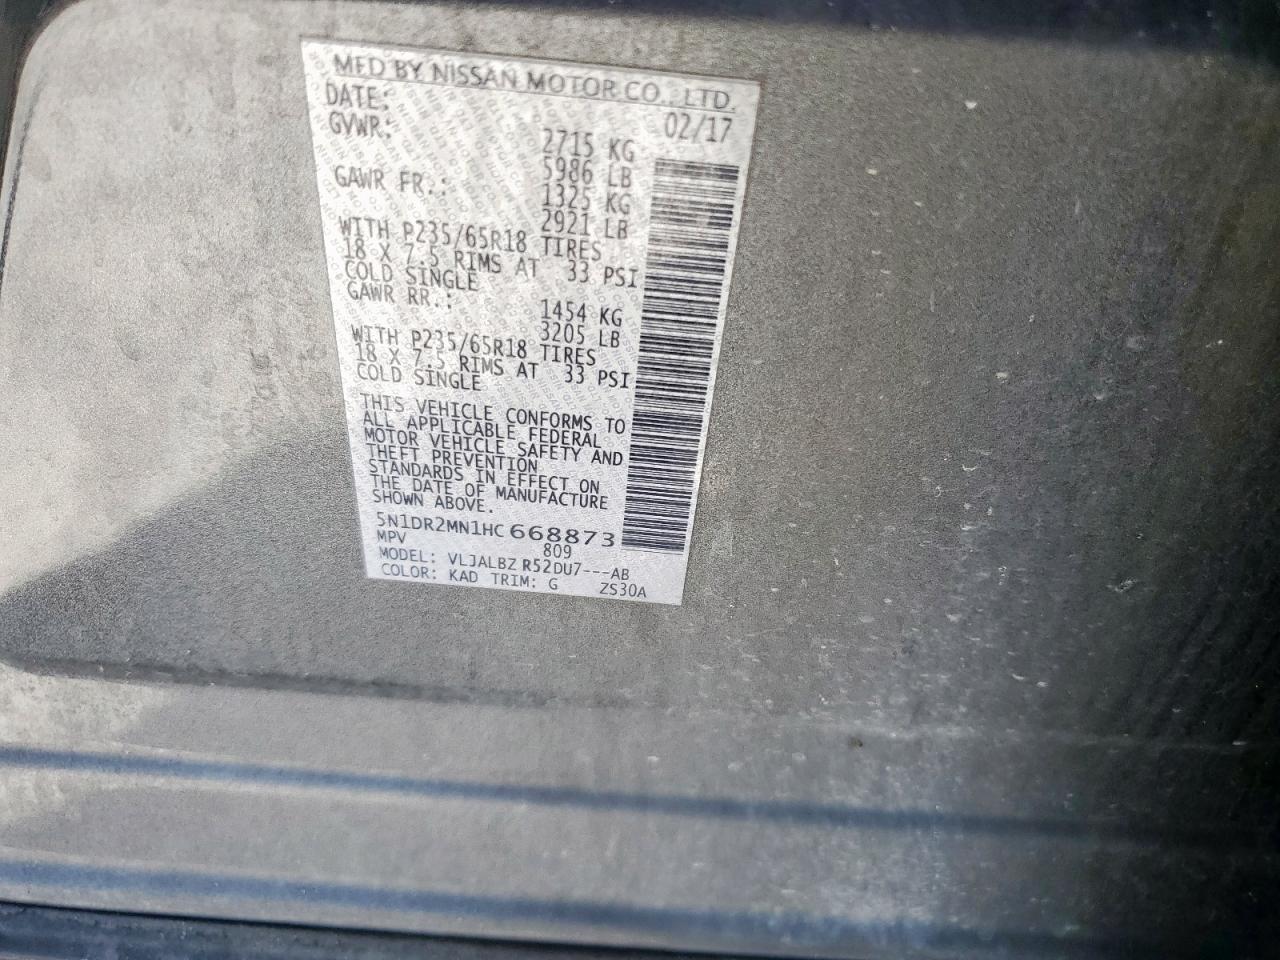 MFD BY NISSAN MOTOR CO., LTD.
DATE: 02/17
GVWR: 2715 KG
5986 LB
GAWR FR.: 1325 KG
2921 LB
WITH P235/65R18 TIRES
18 X 7.5 RIMS AT 33 PSI
COLD SINGLE
GAWR RR.: 1454 KG
3205 LB
WITH P235/65R18 TIRES
18 X 7.5 RIMS AT 33 PSI
COLD SINGLE
THIS VEHICLE CONFORMS TO
ALL APPLICABLE FEDERAL
MOTOR VEHICLE SAFETY AND
THEFT PREVENTION
STANDARDS IN EFFECT ON
THE DATE OF MANUFACTURE
SHOWN ABOVE.
5N1DR2MN1HC668873
MPV 809
MODEL: VLJALBZ R52DU7---AB
COLOR: KAD TRIM: G ZS30A